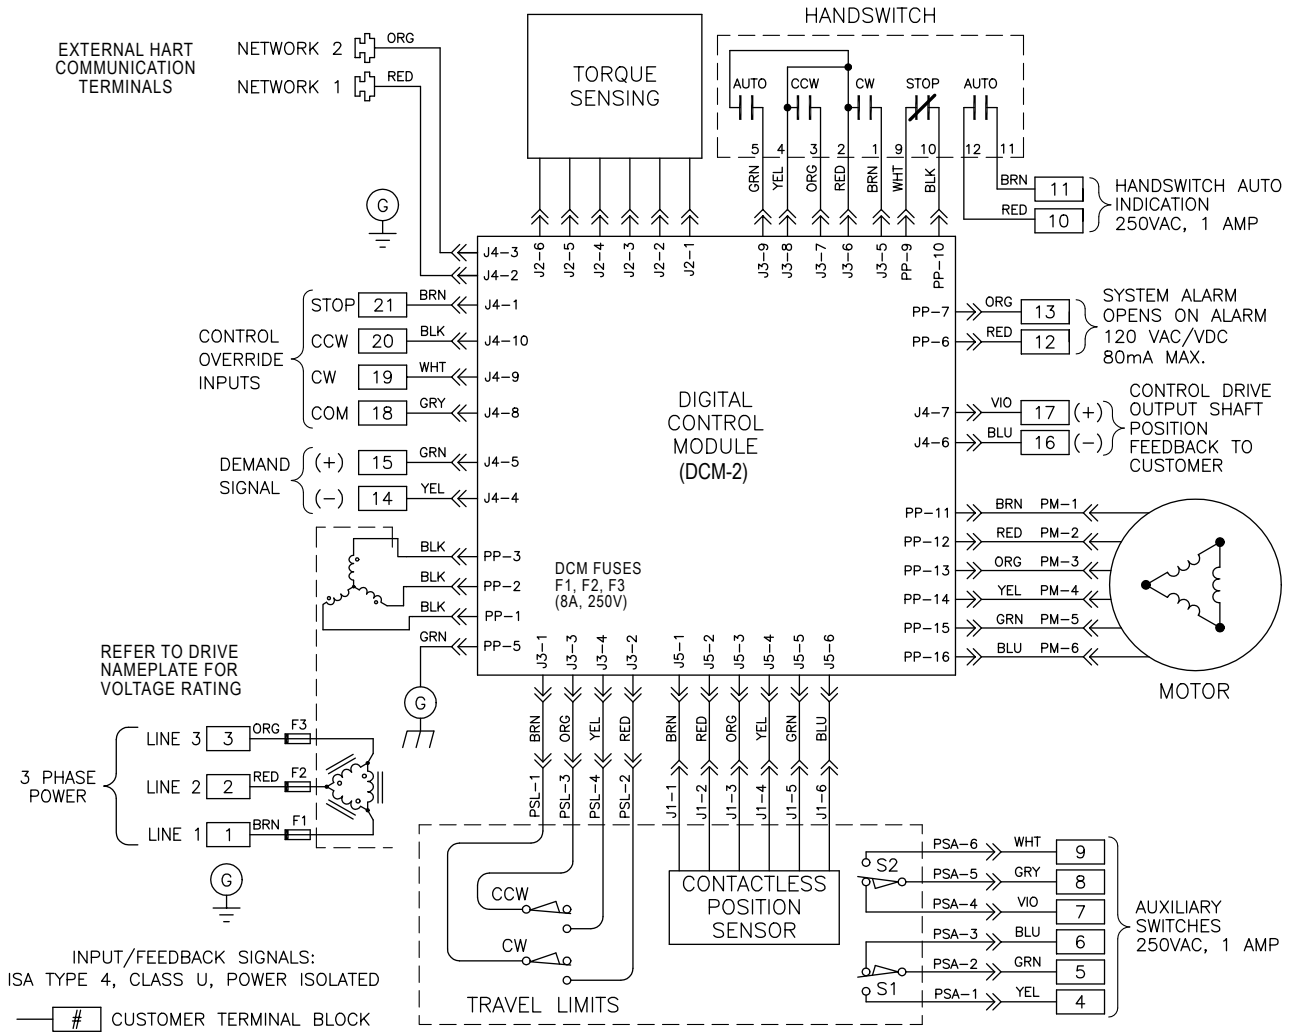 HANDSWITCH
EXTERNAL HART
COMMUNICATION
TERMINALS
NETWORK 2
ORG
NETWORK 1
RED
TORQUE
SENSING
AUTO
CCW
CW
STOP
AUTO
5 4 3 2 1 9 10 12 11
GRN YEL ORG RED BRN WHT BLK
BRN
11
RED
10
HANDSWITCH AUTO
INDICATION
250VAC, 1 AMP
G
J4-3
J4-2
J2-6 J2-5 J2-4 J2-3 J2-2 J2-1
J3-9 J3-8 J3-7 J3-6 J3-5 PP-9 PP-10
CONTROL
OVERRIDE
INPUTS
STOP 21 BRN J4-1
CCW 20 BLK J4-10
CW 19 WHT J4-9
COM 18 GRY J4-8
DEMAND
SIGNAL
(+) 15 GRN J4-5
(-) 14 YEL J4-4
PP-7 ORG 13
PP-6 RED 12
SYSTEM ALARM
OPENS ON ALARM
120 VAC/VDC
80mA MAX.
DIGITAL
CONTROL
MODULE
(DCM-2)
J4-7 VIO 17 (+)
J4-6 BLU 16 (-)
CONTROL DRIVE
OUTPUT SHAFT
POSITION
FEEDBACK TO
CUSTOMER
PP-11 BRN PM-1
PP-12 RED PM-2
PP-13 ORG PM-3
PP-14 YEL PM-4
PP-15 GRN PM-5
PP-16 BLU PM-6
MOTOR
BLK PP-3
BLK PP-2
BLK PP-1
GRN PP-5
DCM FUSES
F1, F2, F3
(8A, 250V)
G
J3-1 J3-3 J3-4 J3-2
J5-1 J5-2 J5-3 J5-4 J5-5 J5-6
BRN ORG YEL RED
BRN RED ORG YEL GRN BLU
PSL-1 PSL-3 PSL-4 PSL-2
J1-1 J1-2 J1-3 J1-4 J1-5 J1-6
REFER TO DRIVE
NAMEPLATE FOR
VOLTAGE RATING
3 PHASE
POWER
LINE 3 3 ORG F3
LINE 2 2 RED F2
LINE 1 1 BRN F1
G
CCW
CW
TRAVEL LIMITS
CONTACTLESS
POSITION
SENSOR
S2
S1
PSA-6 WHT 9
PSA-5 GRY 8
PSA-4 VIO 7
PSA-3 BLU 6
PSA-2 GRN 5
PSA-1 YEL 4
AUXILIARY
SWITCHES
250VAC, 1 AMP
INPUT/FEEDBACK SIGNALS:
ISA TYPE 4, CLASS U, POWER ISOLATED
# CUSTOMER TERMINAL BLOCK